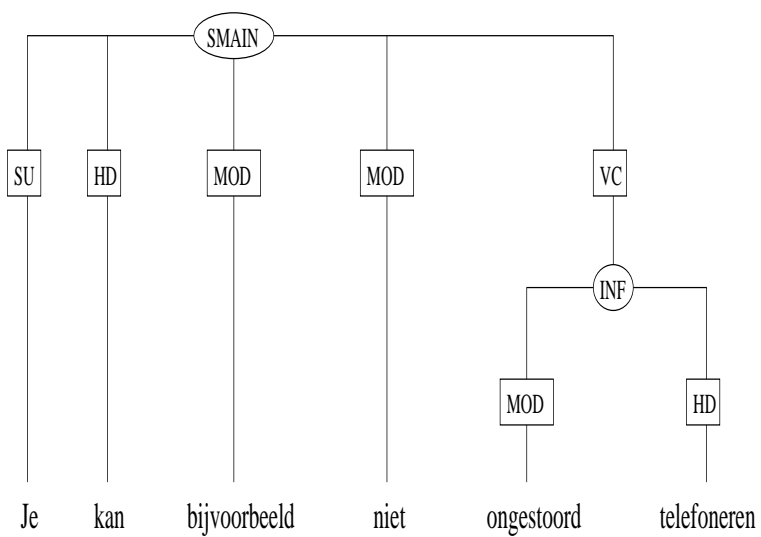 SMAIN
SU HD MOD MOD VC
INF
MOD HD
Je kan bijvoorbeeld niet ongestoord telefoneren